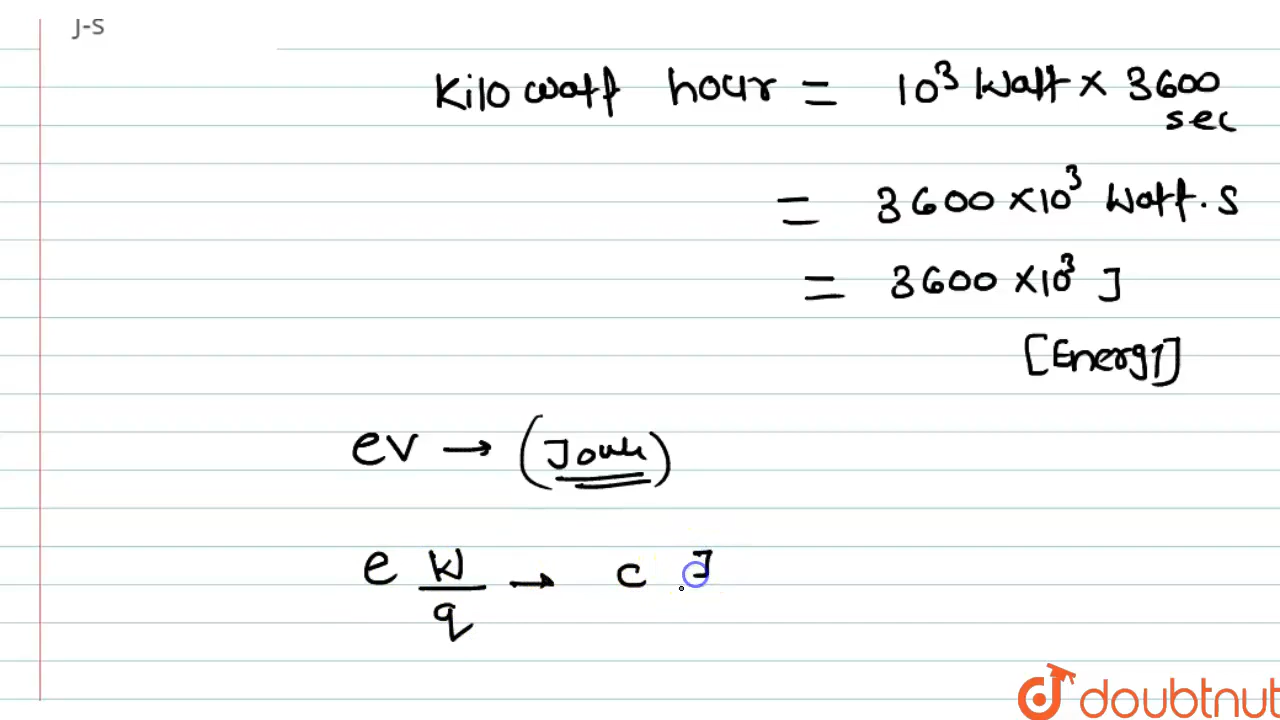 J-S
Kilo watt hour = 10³ Watt × 3600
sec
= 3600 × 10³ Watt. S
= 3600 × 10³ J
[Energy]
ev → (Joule)
e W/q → C J
doubtnut